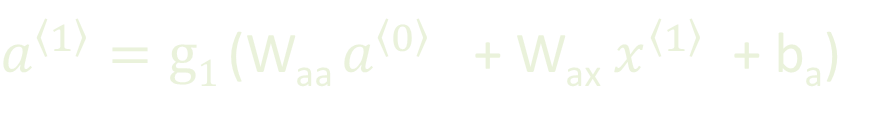 a⟨1⟩ = g₁ (Wₐₐ a⟨0⟩ + Wₐₓ x⟨1⟩ + bₐ)